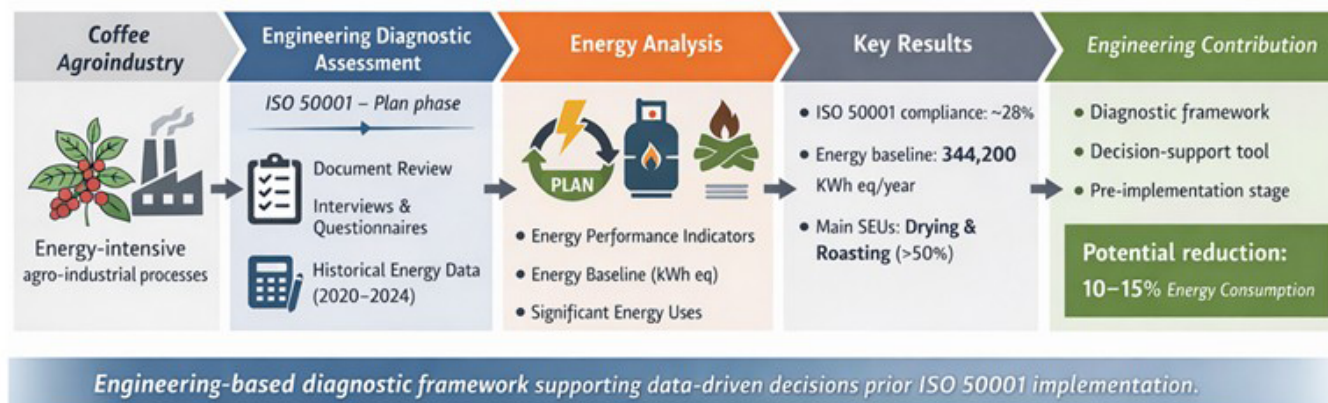 Coffee
Agroindustry
Energy-intensive
agro-industrial processes
Engineering Diagnostic
Assessment
ISO 50001 – Plan phase
Document Review
Interviews &
Questionnaires
Historical Energy Data
(2020–2024)
Energy Analysis
PLAN
• Energy Performance Indicators
• Energy Baseline (kWh eq)
• Significant Energy Uses
Key Results
• ISO 50001 compliance: ~28%
• Energy baseline: 344,200
KWh eq/year
• Main SEUs: Drying &
Roasting (>50%)
Engineering Contribution
• Diagnostic framework
• Decision-support tool
• Pre-implementation stage
Potential reduction:
10–15% Energy Consumption
Engineering-based diagnostic framework supporting data-driven decisions prior ISO 50001 implementation.